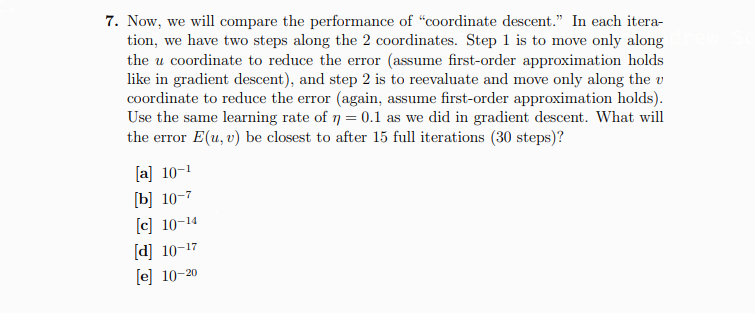 7. Now, we will compare the performance of “coordinate descent.” In each itera-
tion, we have two steps along the 2 coordinates. Step 1 is to move only along
the u coordinate to reduce the error (assume first-order approximation holds
like in gradient descent), and step 2 is to reevaluate and move only along the v
coordinate to reduce the error (again, assume first-order approximation holds).
Use the same learning rate of η = 0.1 as we did in gradient descent. What will
the error E(u, v) be closest to after 15 full iterations (30 steps)?
[a] 10⁻¹
[b] 10⁻⁷
[c] 10⁻¹⁴
[d] 10⁻¹⁷
[e] 10⁻²⁰